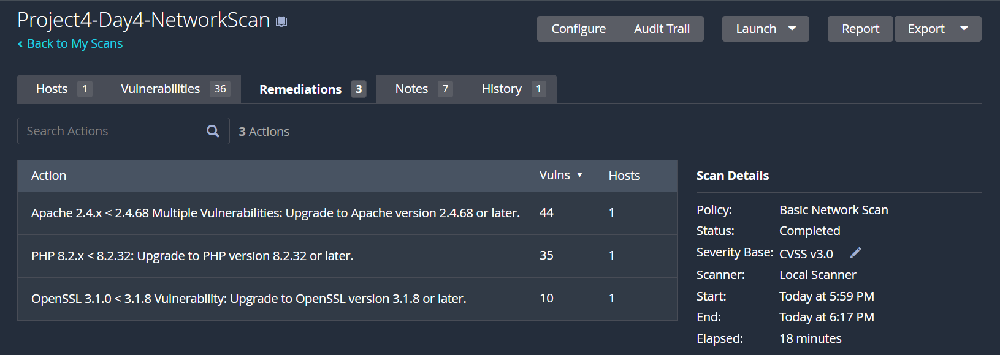 Project4-Day4-NetworkScan
Back to My Scans
Configure Audit Trail Launch Report Export
Hosts 1 Vulnerabilities 36 Remediations 3 Notes 7 History 1
Search Actions 3 Actions
Action Vulns Hosts
Apache 2.4.x < 2.4.68 Multiple Vulnerabilities: Upgrade to Apache version 2.4.68 or later. 44 1
PHP 8.2.x < 8.2.32: Upgrade to PHP version 8.2.32 or later. 35 1
OpenSSL 3.1.0 < 3.1.8 Vulnerability: Upgrade to OpenSSL version 3.1.8 or later. 10 1
Scan Details
Policy: Basic Network Scan
Status: Completed
Severity Base: CVSS v3.0
Scanner: Local Scanner
Start: Today at 5:59 PM
End: Today at 6:17 PM
Elapsed: 18 minutes